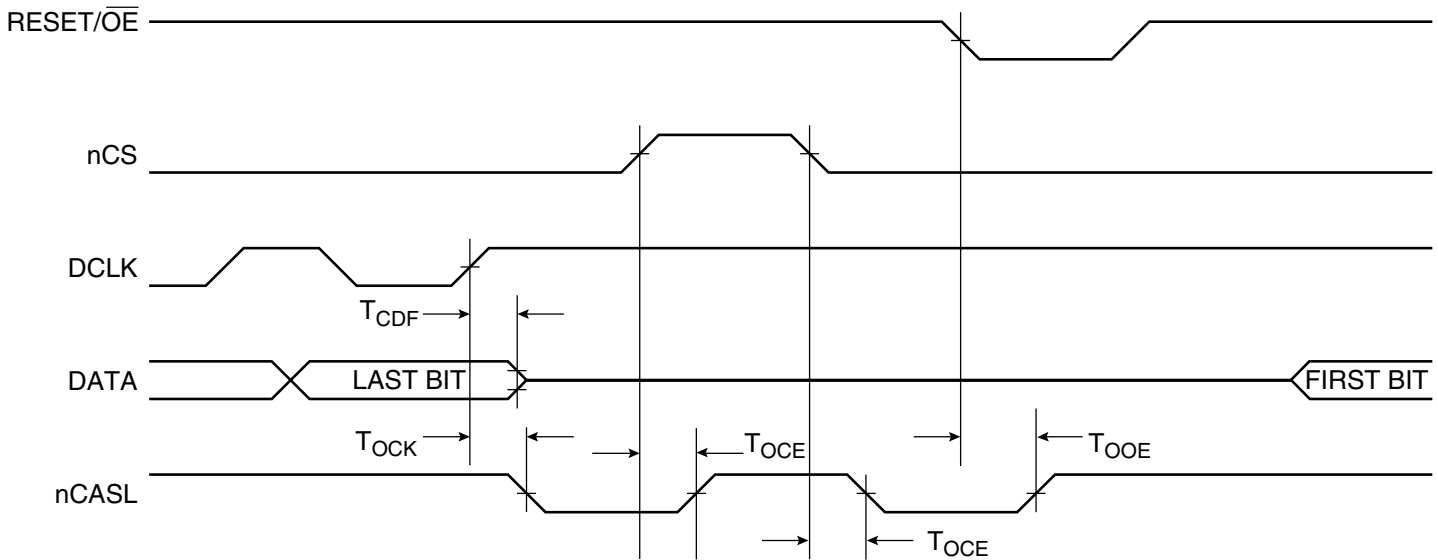 RESET/OE
nCS
DCLK
TCDF
DATA
LAST BIT
FIRST BIT
TOCK
TOCE
TOOE
nCASL
TOCE